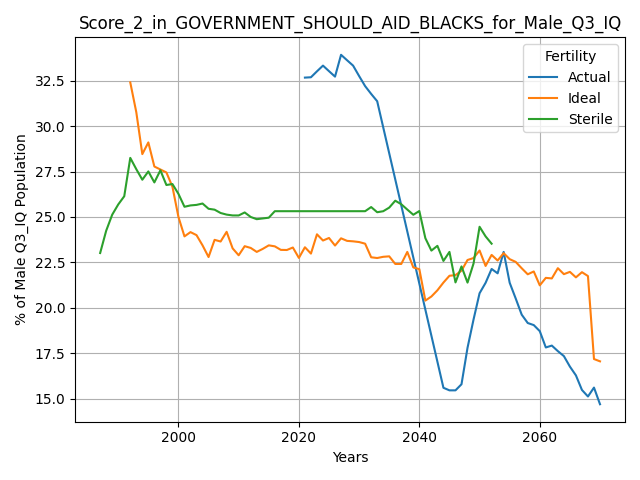 Score_2_in_GOVERNMENT_SHOULD_AID_BLACKS_for_Male_Q3_IQ
Fertility
Actual
Ideal
Sterile
% of Male Q3_IQ Population
32.5
30.0
27.5
25.0
22.5
20.0
17.5
15.0
2000
2020
2040
2060
Years